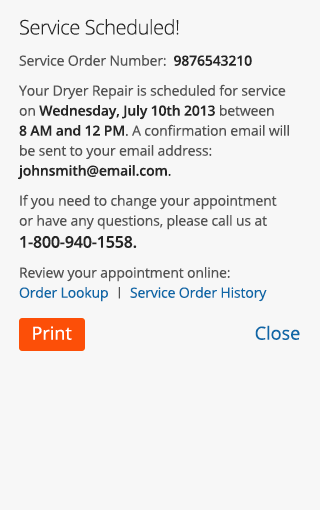 Service Scheduled!
Service Order Number: 9876543210
Your Dryer Repair is scheduled for service
on Wednesday, July 10th 2013 between
8 AM and 12 PM. A confirmation email will
be sent to your email address:
johnsmith@email.com.
If you need to change your appointment
or have any questions, please call us at
1-800-940-1558.
Review your appointment online:
Order Lookup | Service Order History
Print Close